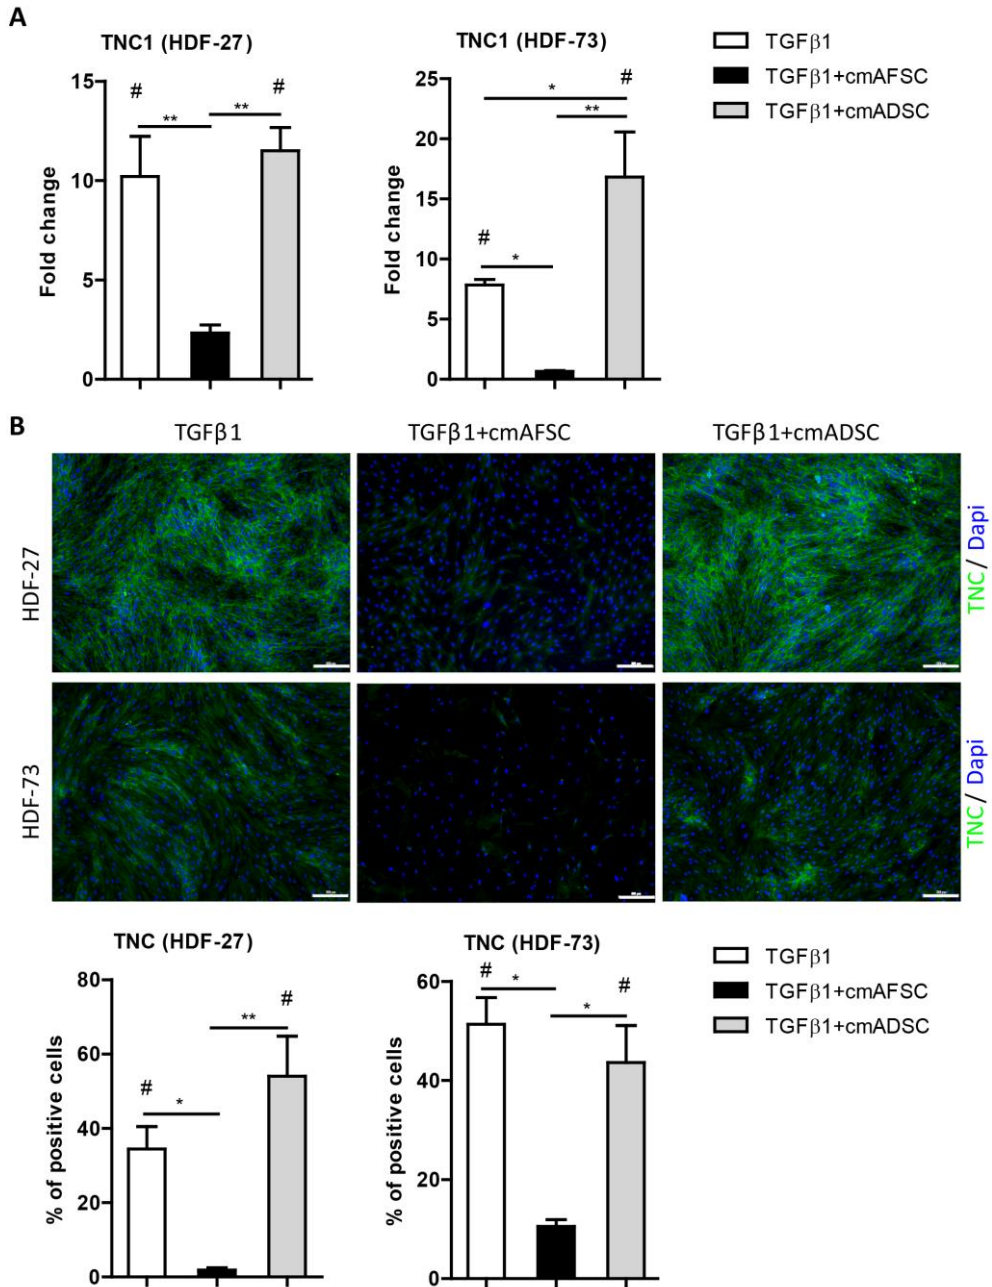 A
TNC1 (HDF-27)
15
10
5
0
Fold change
#
**
**
#
TNC1 (HDF-73)
25
20
15
10
5
0
Fold change
#
*
*
**
#
TGFβ1
TGFβ1+cmAFSC
TGFβ1+cmADSC
B
TGFβ1 TGFβ1+cmAFSC TGFβ1+cmADSC
HDF-27
TNC / Dapi
HDF-73
TNC / Dapi
TNC (HDF-27)
80
60
40
20
0
% of positive cells
#
*
**
#
TNC (HDF-73)
60
40
20
0
% of positive cells
#
*
*
#
TGFβ1
TGFβ1+cmAFSC
TGFβ1+cmADSC